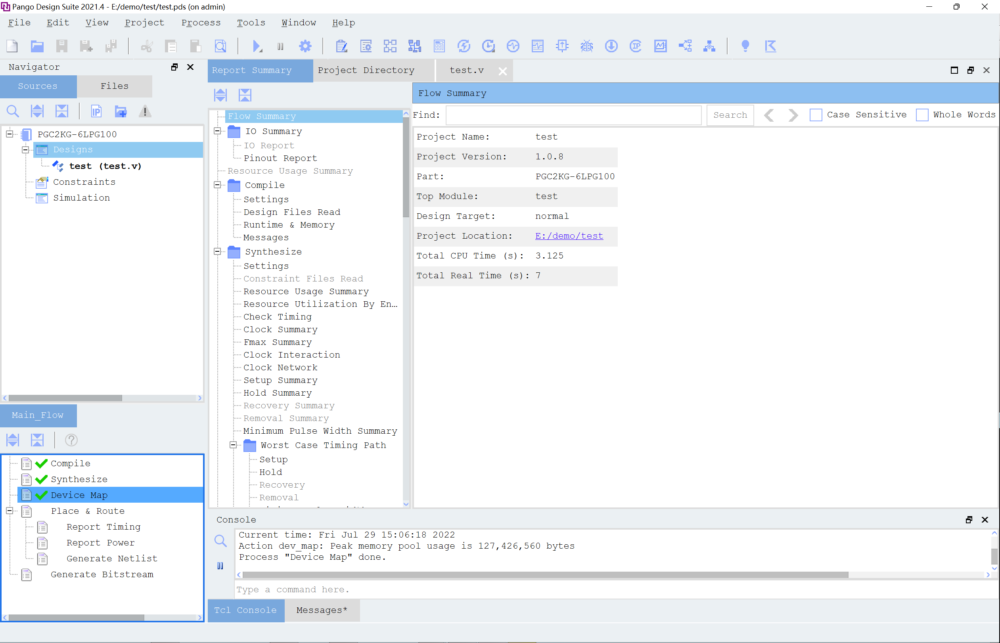 Pango Design Suite 2021.4 - E:/demo/test/test.pds (on admin)
File Edit View Project Process Tools Window Help
Navigator
Sources Files
PGC2KG-6LPG100
Designs
test (test.v)
Constraints
Simulation
Main_Flow
Compile
Synthesize
Device Map
Place & Route
Report Timing
Report Power
Generate Netlist
Generate Bitstream
Report Summary Project Directory test.v
Flow Summary
IO Summary
IO Report
Pinout Report
Resource Usage Summary
Compile
Settings
Design Files Read
Runtime & Memory
Messages
Synthesize
Settings
Constraint Files Read
Resource Usage Summary
Resource Utilization By En...
Check Timing
Clock Summary
Fmax Summary
Clock Interaction
Clock Network
Setup Summary
Hold Summary
Recovery Summary
Removal Summary
Minimum Pulse Width Summary
Worst Case Timing Path
Setup
Hold
Recovery
Removal
Flow Summary
Find: Search Case Sensitive Whole Words
Project Name: test
Project Version: 1.0.8
Part: PGC2KG-6LPG100
Top Module: test
Design Target: normal
Project Location: E:/demo/test
Total CPU Time (s): 3.125
Total Real Time (s): 7
Console
Current time: Fri Jul 29 15:06:18 2022
Action dev_map: Peak memory pool usage is 127,426,560 bytes
Process "Device Map" done.
Type a command here.
Tcl Console Messages*